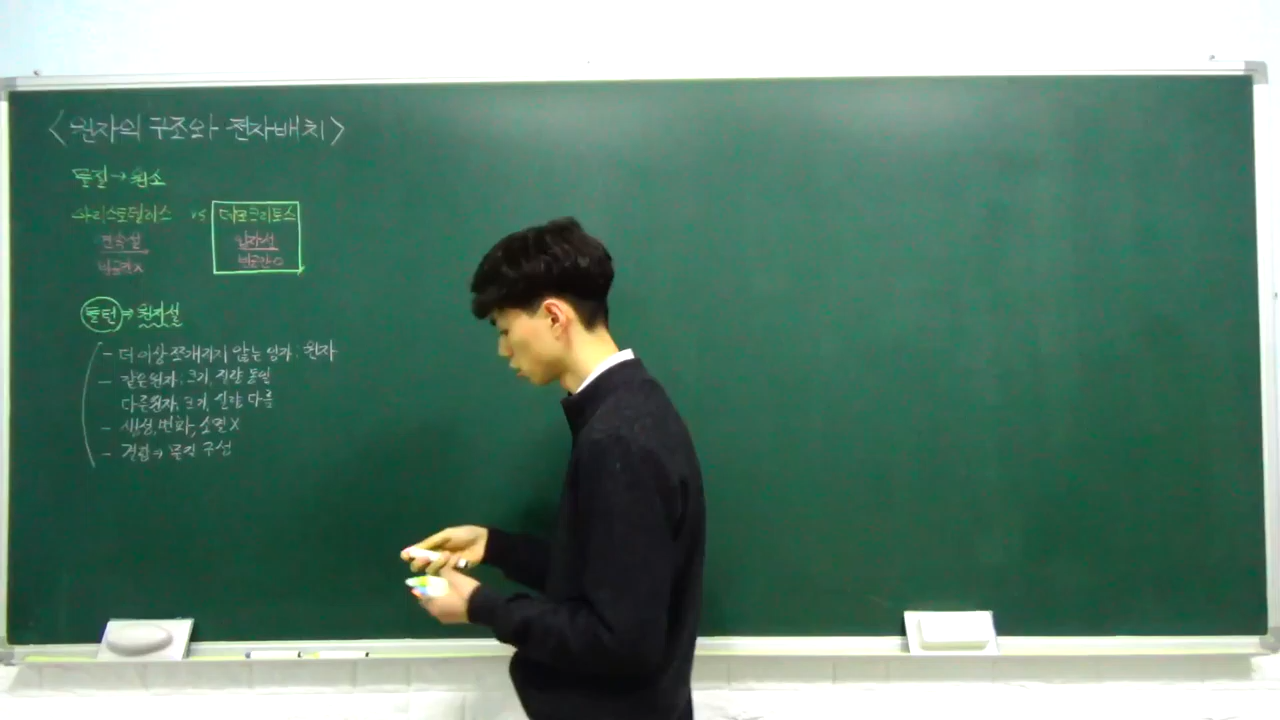 <원자의 구조와 전자배치>
물질→원소
아리스토텔레스 vs 데모크리토스
연속설 입자설
빈공간X 빈공간O
돌턴⇒원자설
- 더 이상 쪼개지지 않는 입자: 원자
- 같은원자: 크기, 질량 동일
다른원자: 크기, 질량 다름
- 생성, 변화, 소멸X
- 결합⇒물질 구성